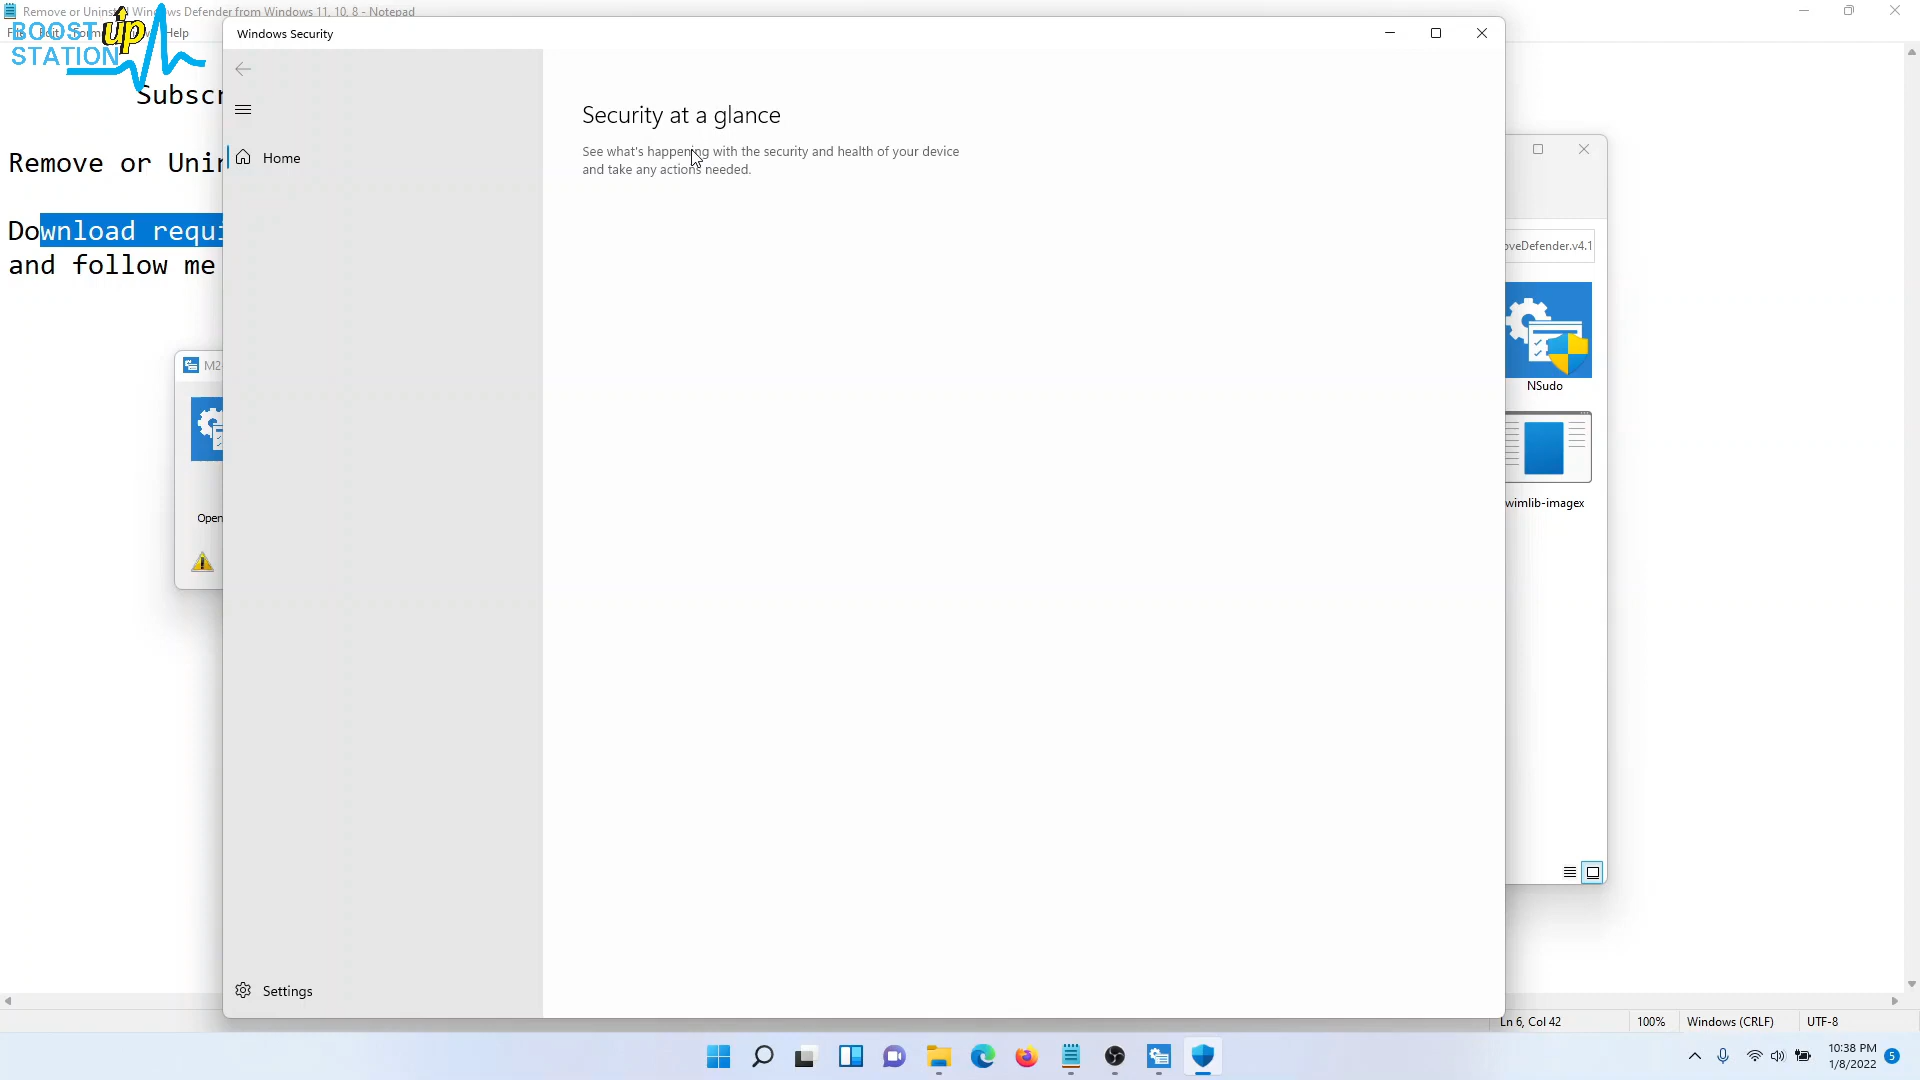 Remove or Uninstall Windows Defender from Windows 11, 10, 8 - Notepad
BOOST up
STATION
Help
Subscr
Remove or Unin
Download requi
and follow me
M2
Open
Windows Security
Home
Settings
Security at a glance
See what's happening with the security and health of your device
and take any actions needed.
oveDefender.v4.1
NSudo
wimlib-imagex
Ln 6, Col 42
100%
Windows (CRLF)
UTF-8
10:38 PM
1/8/2022
5